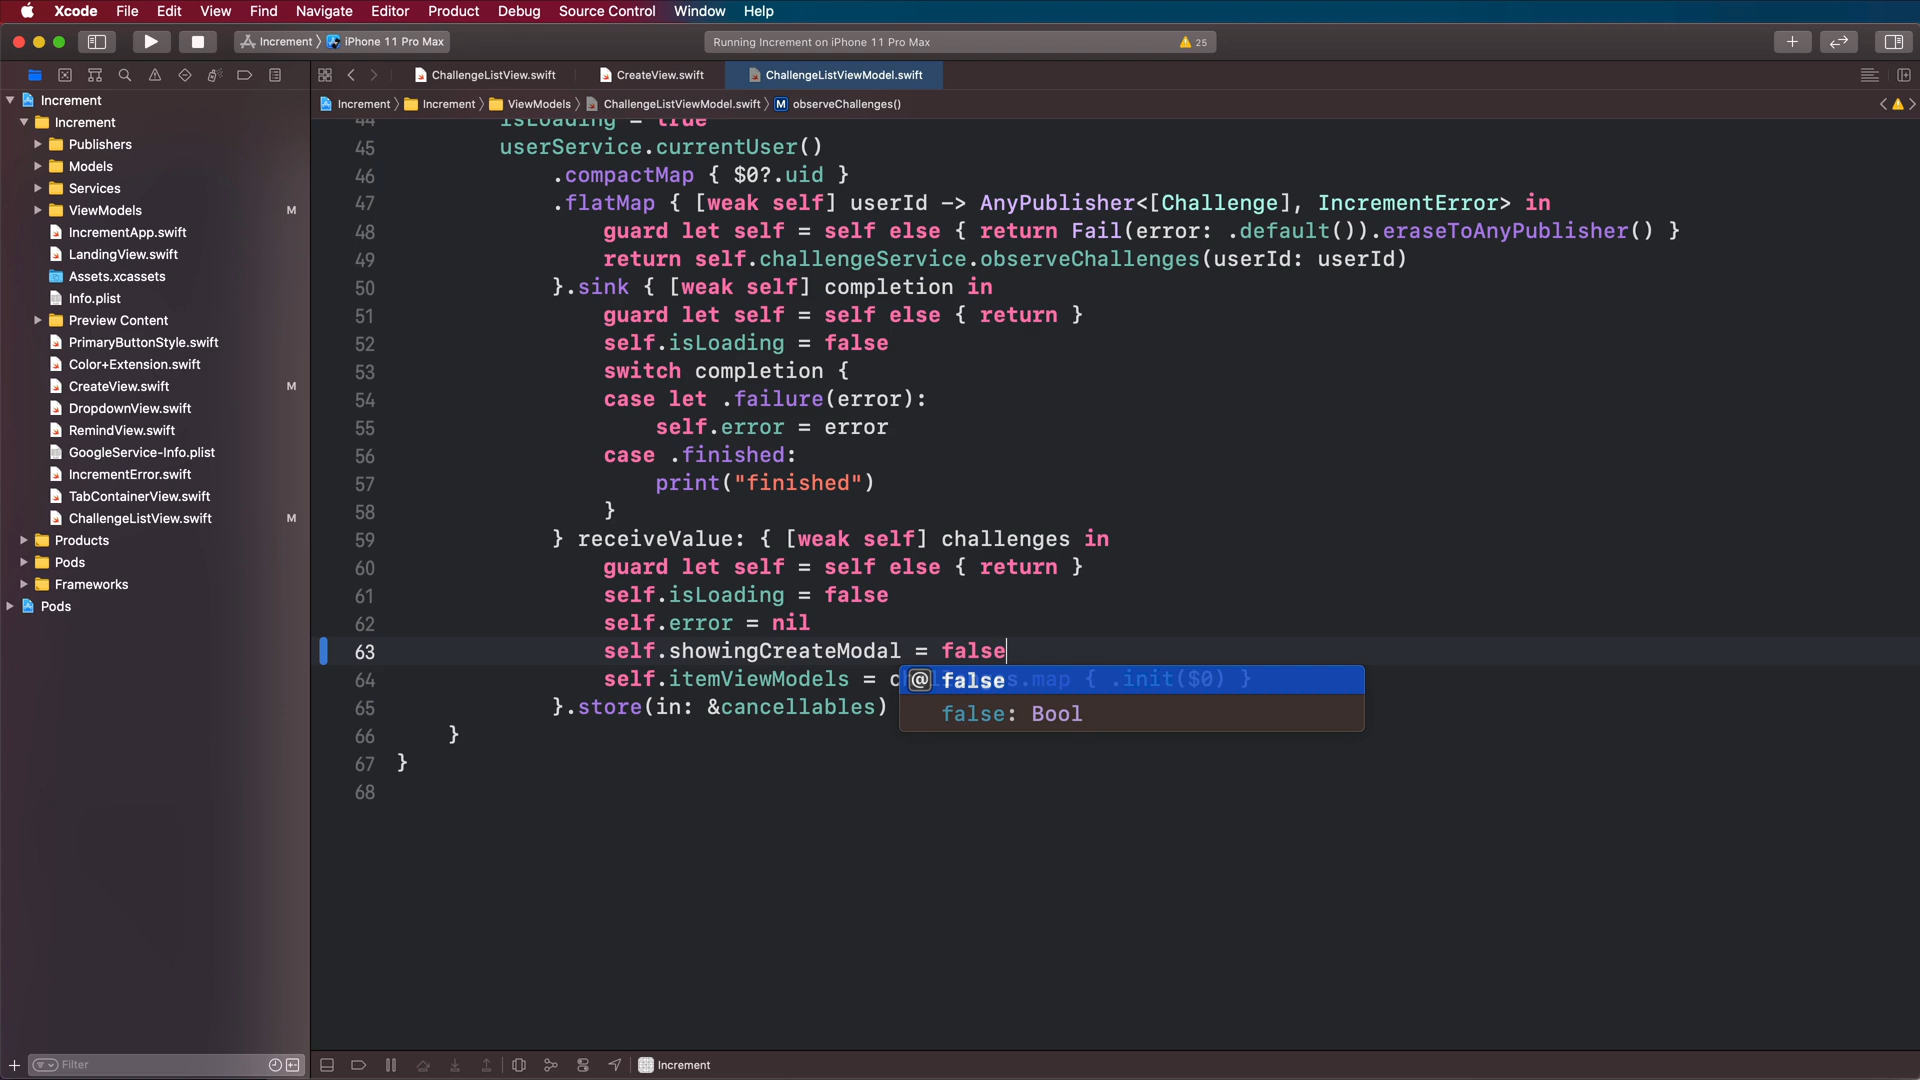 Xcode File Edit View Find Navigate Editor Product Debug Source Control Window Help
Increment iPhone 11 Pro Max Running Increment on iPhone 11 Pro Max 25
ChallengeListView.swift CreateView.swift ChallengeListViewModel.swift
Increment Increment ViewModels ChallengeListViewModel.swift M observeChallenges()
Increment
Increment
Publishers
Models
Services
ViewModels M
IncrementApp.swift
LandingView.swift
Assets.xcassets
Info.plist
Preview Content
PrimaryButtonStyle.swift
Color+Extension.swift
CreateView.swift M
DropdownView.swift
RemindView.swift
GoogleService-Info.plist
IncrementError.swift
TabContainerView.swift
ChallengeListView.swift M
Products
Pods
Frameworks
Pods
44 isLoading = true
45 userService.currentUser()
46 .compactMap { $0?.uid }
47 .flatMap { [weak self] userId -> AnyPublisher<[Challenge], IncrementError> in
48 guard let self = self else { return Fail(error: .default()).eraseToAnyPublisher() }
49 return self.challengeService.observeChallenges(userId: userId)
50 }.sink { [weak self] completion in
51 guard let self = self else { return }
52 self.isLoading = false
53 switch completion {
54 case let .failure(error):
55 self.error = error
56 case .finished:
57 print("finished")
58 }
59 } receiveValue: { [weak self] challenges in
60 guard let self = self else { return }
61 self.isLoading = false
62 self.error = nil
63 self.showingCreateModal = false
64 self.itemViewModels = challenges.map { .init($0) }
65 }.store(in: &cancellables)
66 }
67 }
68
@ false
false: Bool
Filter
Increment